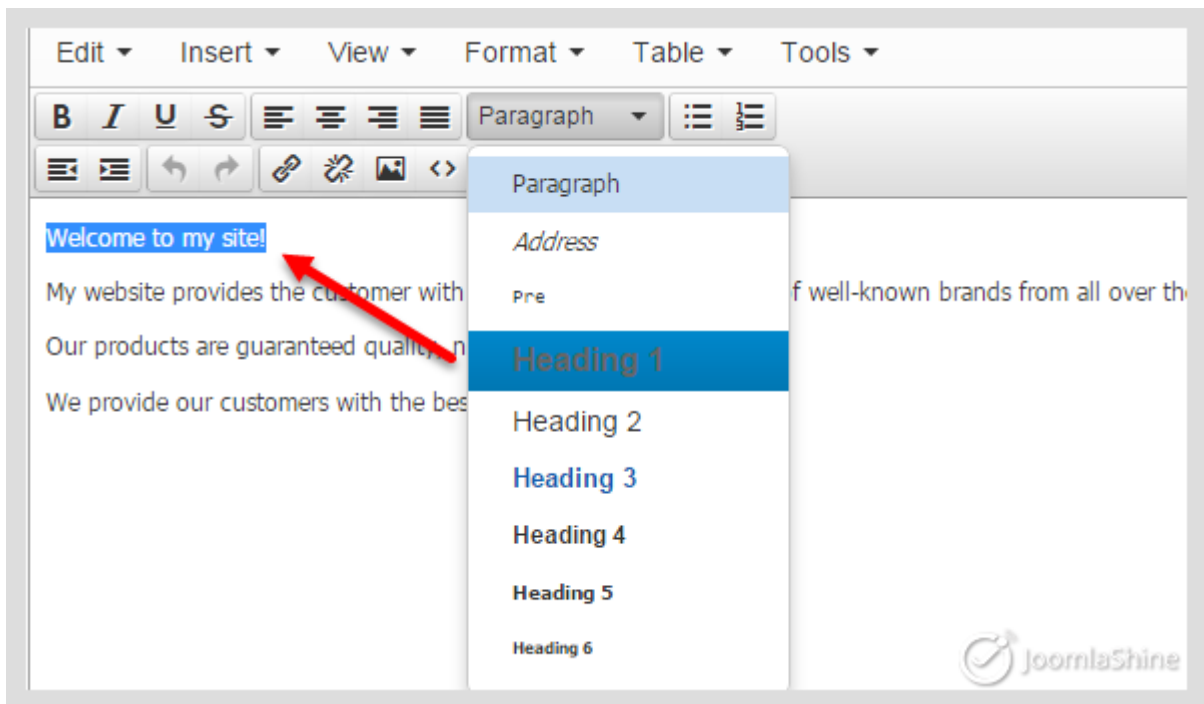 Edit Insert View Format Table Tools
B I U S Paragraph
Paragraph
Welcome to my site!
Address
My website provides the customer with
Pre
f well-known brands from all over th
Our products are guaranteed quality, n
Heading 1
We provide our customers with the bes
Heading 2
Heading 3
Heading 4
Heading 5
Heading 6
JoomlaShine